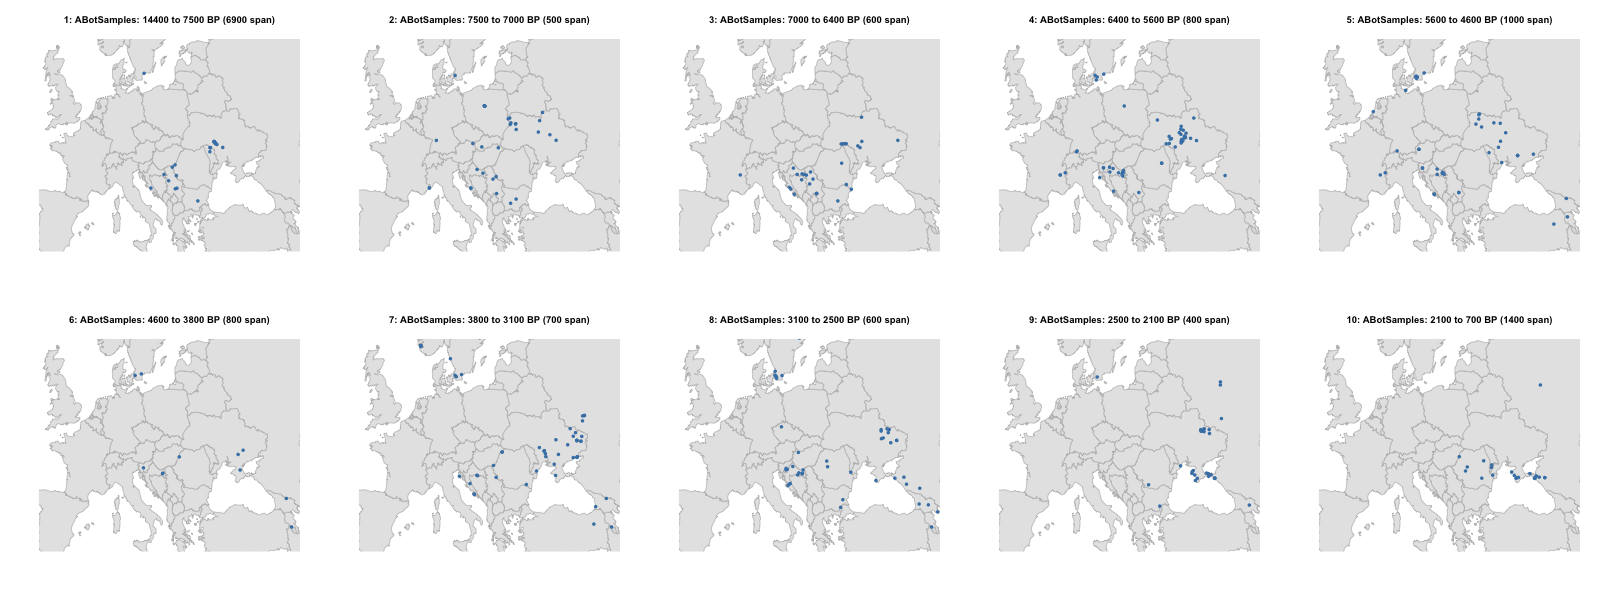 1: ABotSamples: 14400 to 7500 BP (6900 span)
2: ABotSamples: 7500 to 7000 BP (500 span)
3: ABotSamples: 7000 to 6400 BP (600 span)
4: ABotSamples: 6400 to 5600 BP (800 span)
5: ABotSamples: 5600 to 4600 BP (1000 span)
6: ABotSamples: 4600 to 3800 BP (800 span)
7: ABotSamples: 3800 to 3100 BP (700 span)
8: ABotSamples: 3100 to 2500 BP (600 span)
9: ABotSamples: 2500 to 2100 BP (400 span)
10: ABotSamples: 2100 to 700 BP (1400 span)